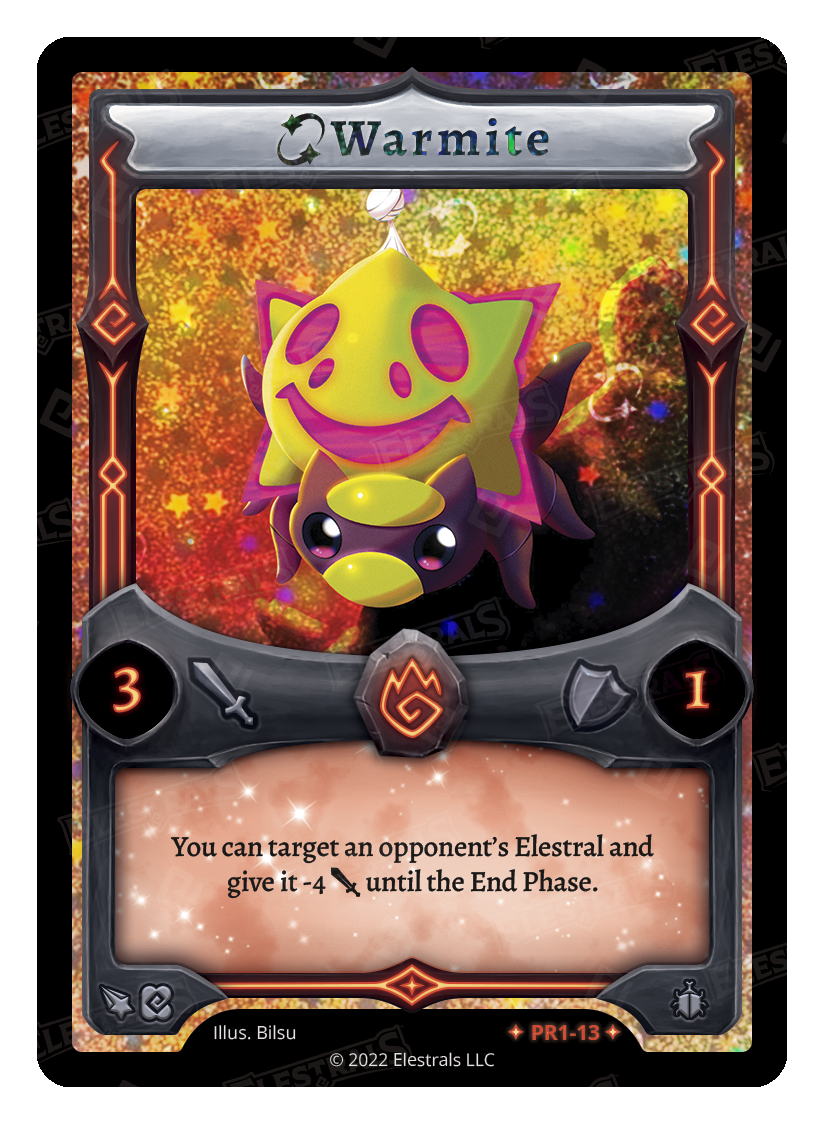 Warmite
3
1
You can target an opponent's Elestral and
give it -4 until the End Phase.
Illus. Bilsu
PR1-13
© 2022 Elestrals LLC
ELESTRALS